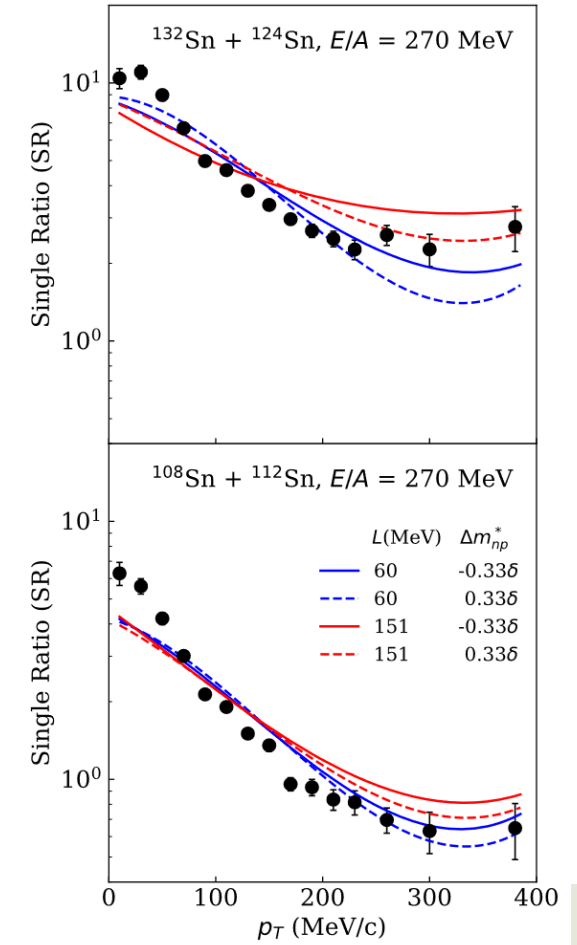 ¹³²Sn + ¹²⁴Sn, E/A = 270 MeV
10¹
10⁰
Single Ratio (SR)
¹⁰⁸Sn + ¹¹²Sn, E/A = 270 MeV
L(MeV) Δm*ₙₚ
60 -0.33δ
60 0.33δ
151 -0.33δ
151 0.33δ
10¹
10⁰
Single Ratio (SR)
0 100 200 300 400
p_T (MeV/c)